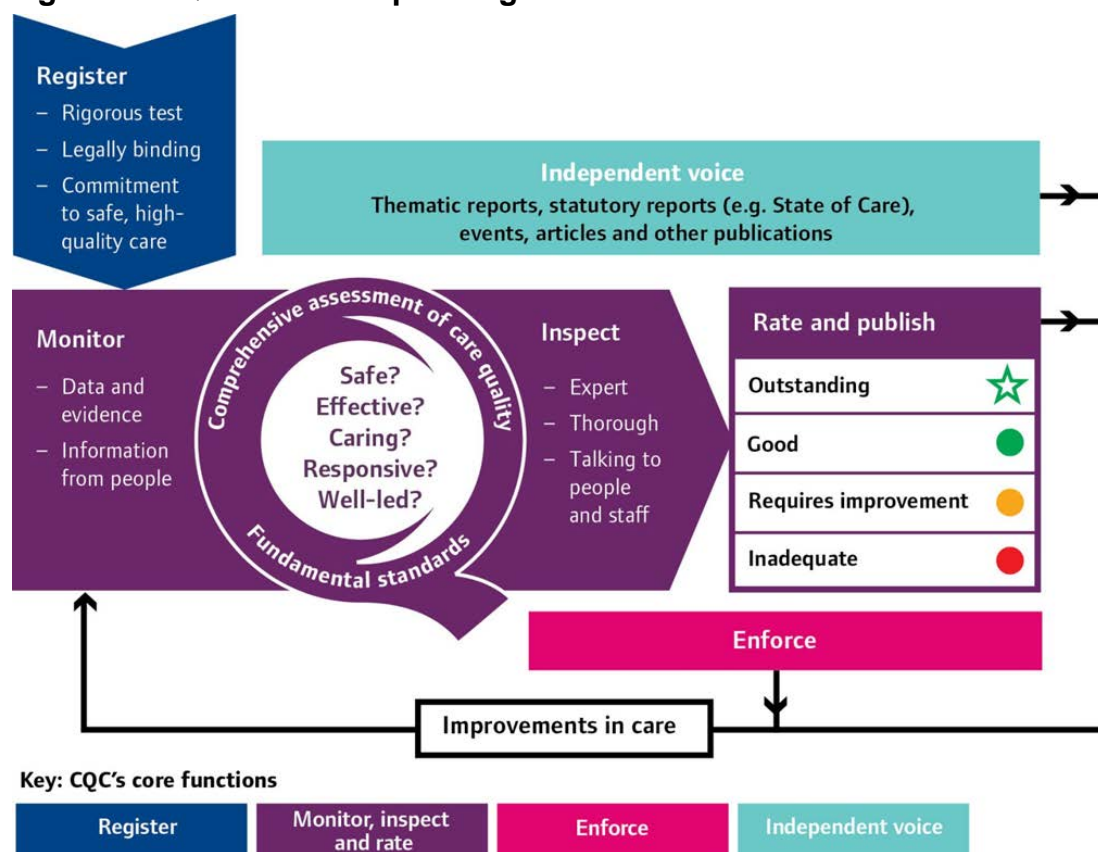 Register
– Rigorous test
– Legally binding
– Commitment
to safe, high-
quality care
Independent voice
Thematic reports, statutory reports (e.g. State of Care),
events, articles and other publications
Monitor
– Data and
evidence
– Information
from people
Comprehensive assessment of care quality
Safe?
Effective?
Caring?
Responsive?
Well-led?
Fundamental standards
Inspect
– Expert
– Thorough
– Talking to
people
and staff
Rate and publish
Outstanding
Good
Requires improvement
Inadequate
Enforce
Improvements in care
Key: CQC’s core functions
Register
Monitor, inspect
and rate
Enforce
Independent voice